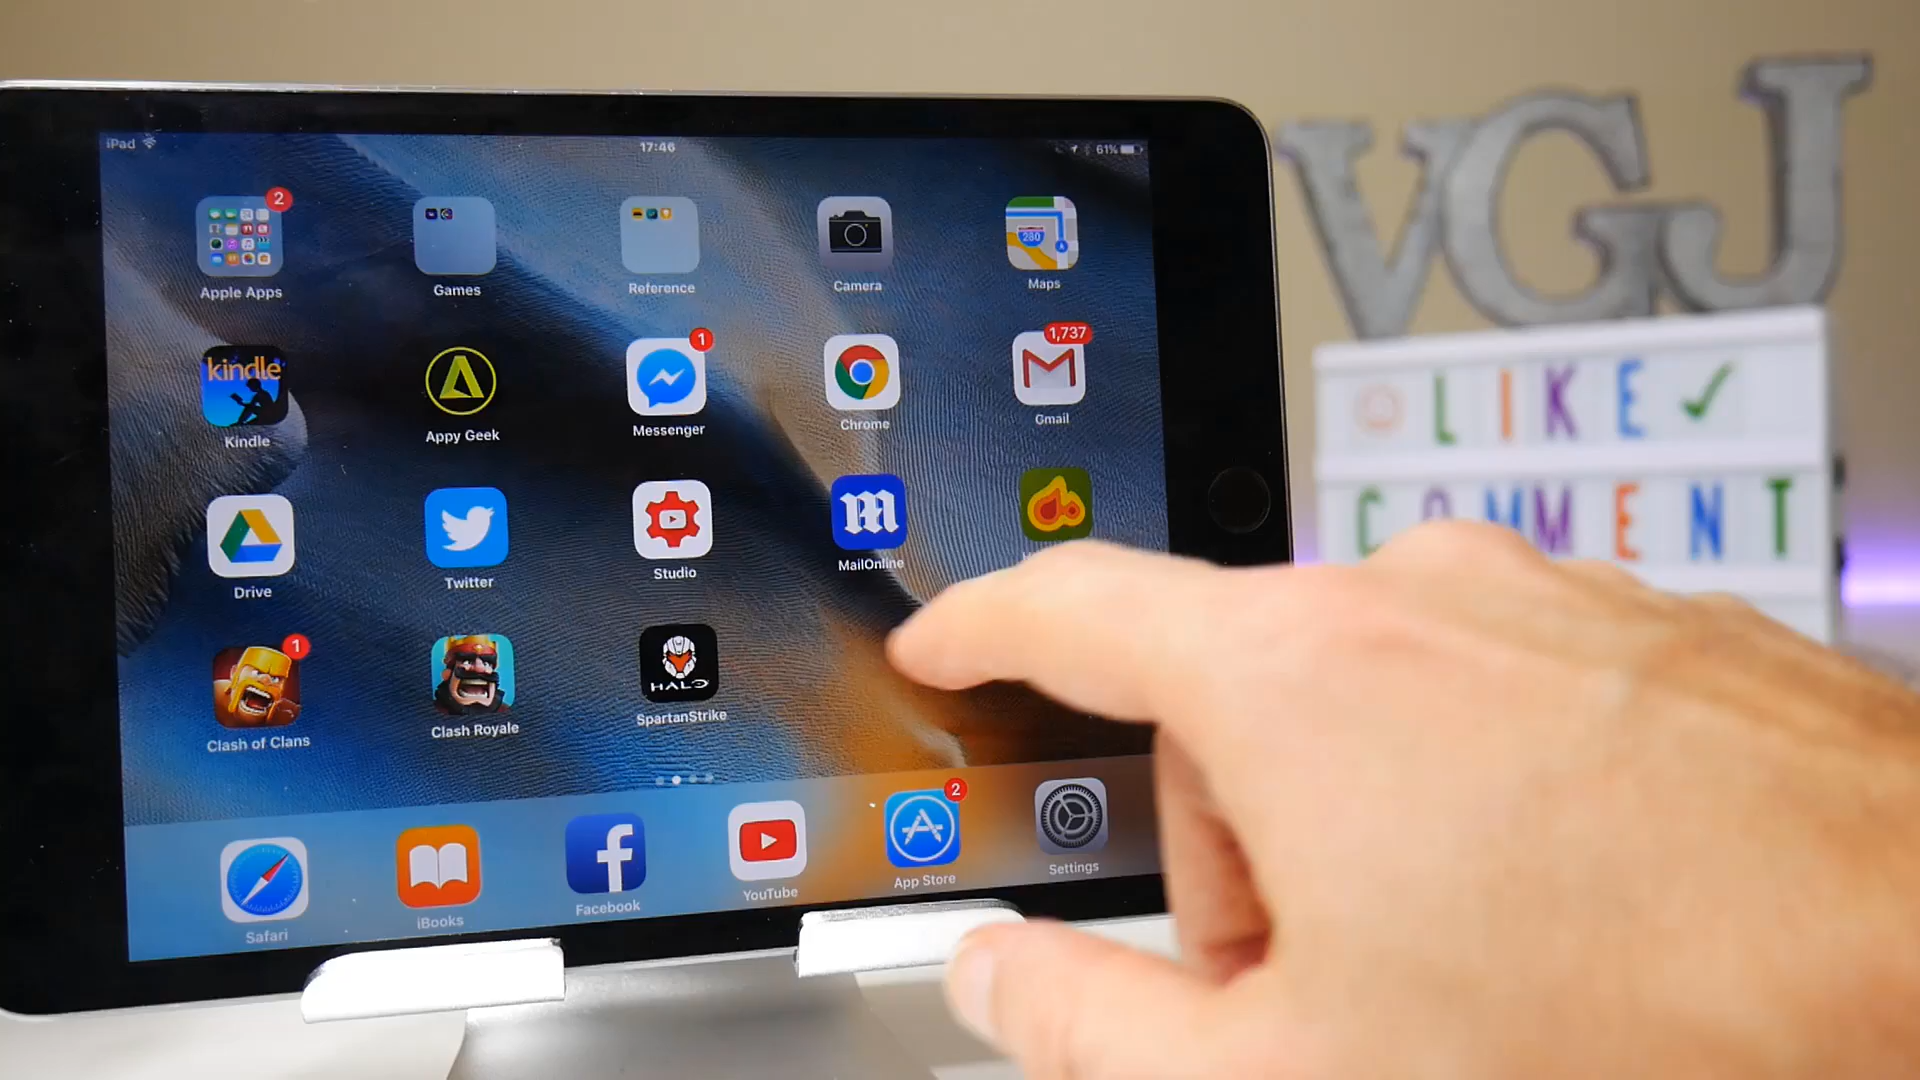 VGJ
iPad 17:46 61%
2
Apple Apps Games Reference Camera Maps
280
kindle 1 1,737
Kindle Appy Geek Messenger Chrome Gmail
m
Drive Twitter Studio MailOnline
1 HALO
Clash of Clans Clash Royale SpartanStrike
2
Safari iBooks Facebook YouTube App Store Settings
LIKE ✓
COMMENT